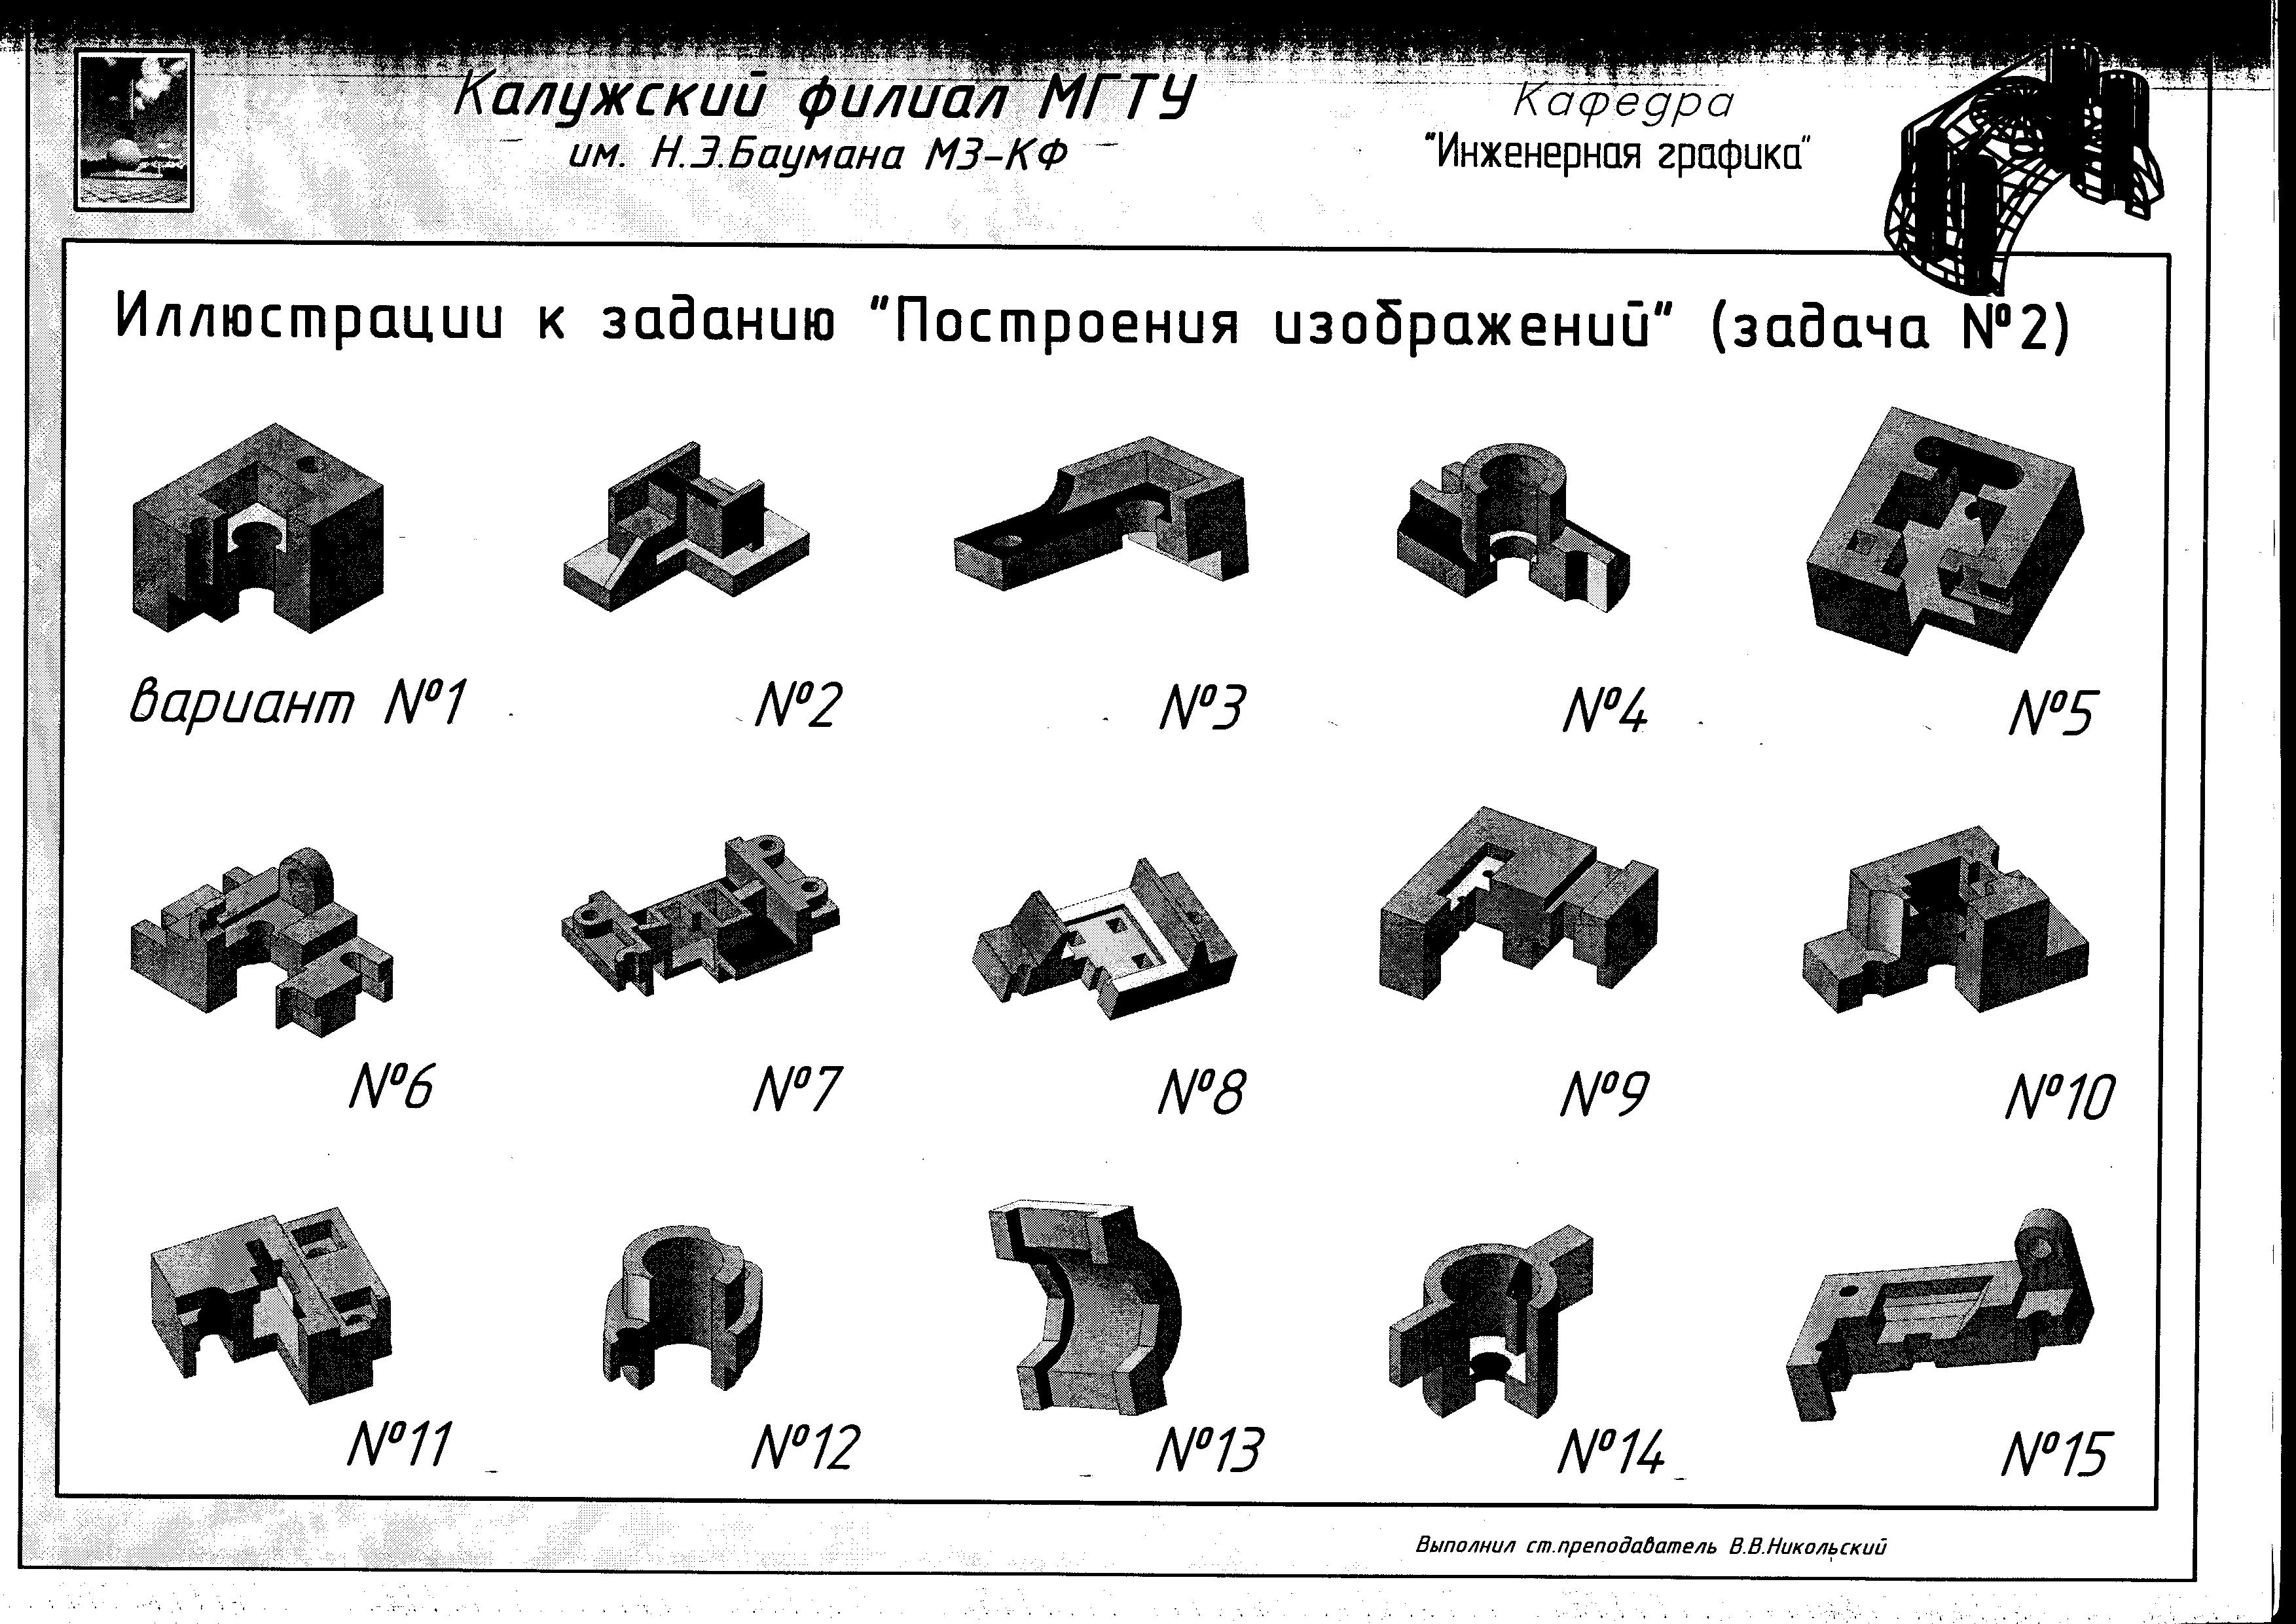 Калужский филиал МГТУ
им. Н.Э.Баумана МЗ-КФ
Кафедра
"Инженерная графика"
Иллюстрации к заданию "Построения изображений" (задача №2)
вариант №1 №2 №3 №4 №5
№6 №7 №8 №9 №10
№11 №12 №13 №14 №15
Выполнил ст.преподаватель В.В.Никольский